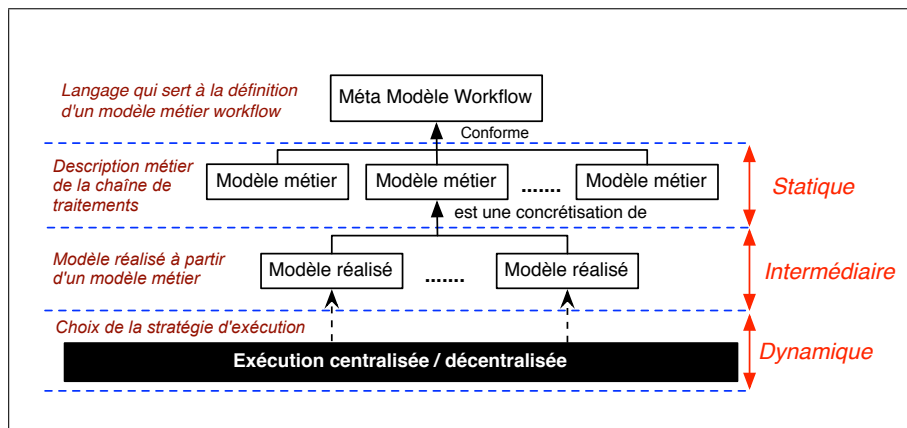 Langage qui sert à la définition
d'un modèle métier workflow
Méta Modèle Workflow
Conforme
Description métier
de la chaîne de
traitements
Modèle métier
Modèle métier
.......
Modèle métier
Statique
est une concrétisation de
Modèle réalisé à partir
d'un modèle métier
Modèle réalisé
.......
Modèle réalisé
Intermédiaire
Choix de la stratégie d'exécution
Exécution centralisée / décentralisée
Dynamique